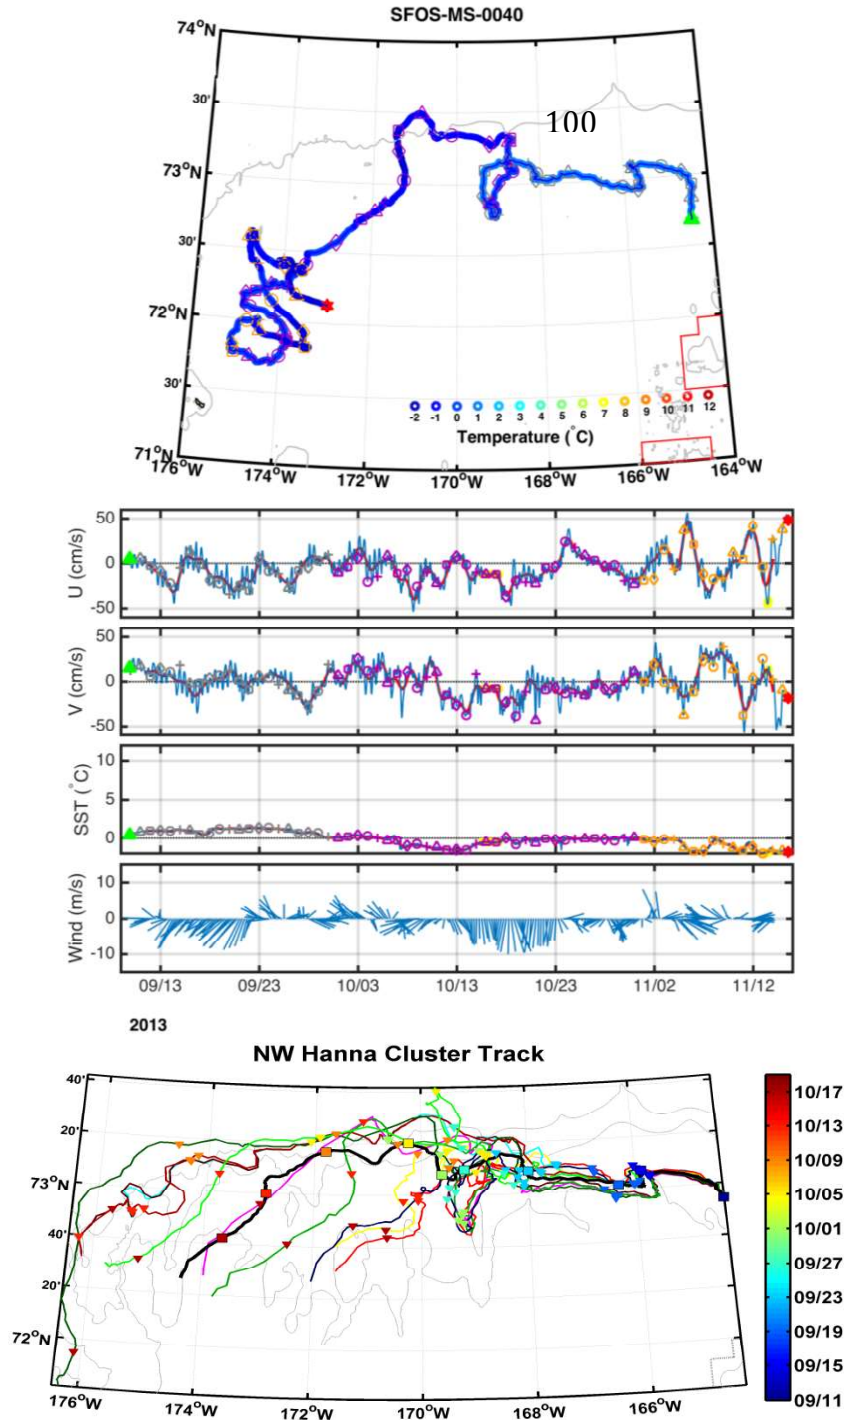 SFOS-MS-0040
74°N
30'
100
73°N
30'
72°N
30'
-2 -1 0 1 2 3 4 5 6 7 8 9 10 11 12
Temperature (°C)
71°N
176°W 174°W 172°W 170°W 168°W 166°W 164°W
U (cm/s)
50
0
-50
V (cm/s)
50
0
-50
SST (°C)
10
5
0
Wind (m/s)
10
0
-10
09/13 09/23 10/03 10/13 10/23 11/02 11/12
2013
NW Hanna Cluster Track
40'
20'
73°N
40'
20'
72°N
176°W 174°W 172°W 170°W 168°W 166°W
10/17
10/13
10/09
10/05
10/01
09/27
09/23
09/19
09/15
09/11